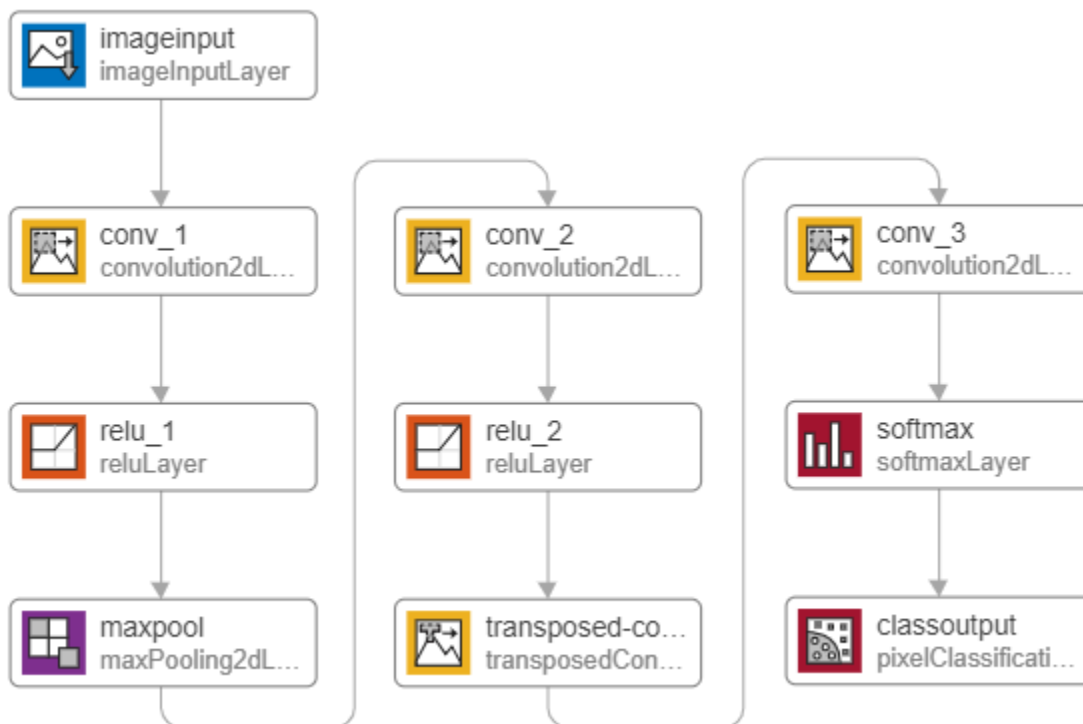 imageinput
imageInputLayer
conv_1
convolution2dL...
relu_1
reluLayer
maxpool
maxPooling2dL...
conv_2
convolution2dL...
relu_2
reluLayer
transposed-co...
transposedCon...
conv_3
convolution2dL...
softmax
softmaxLayer
classoutput
pixelClassificati...